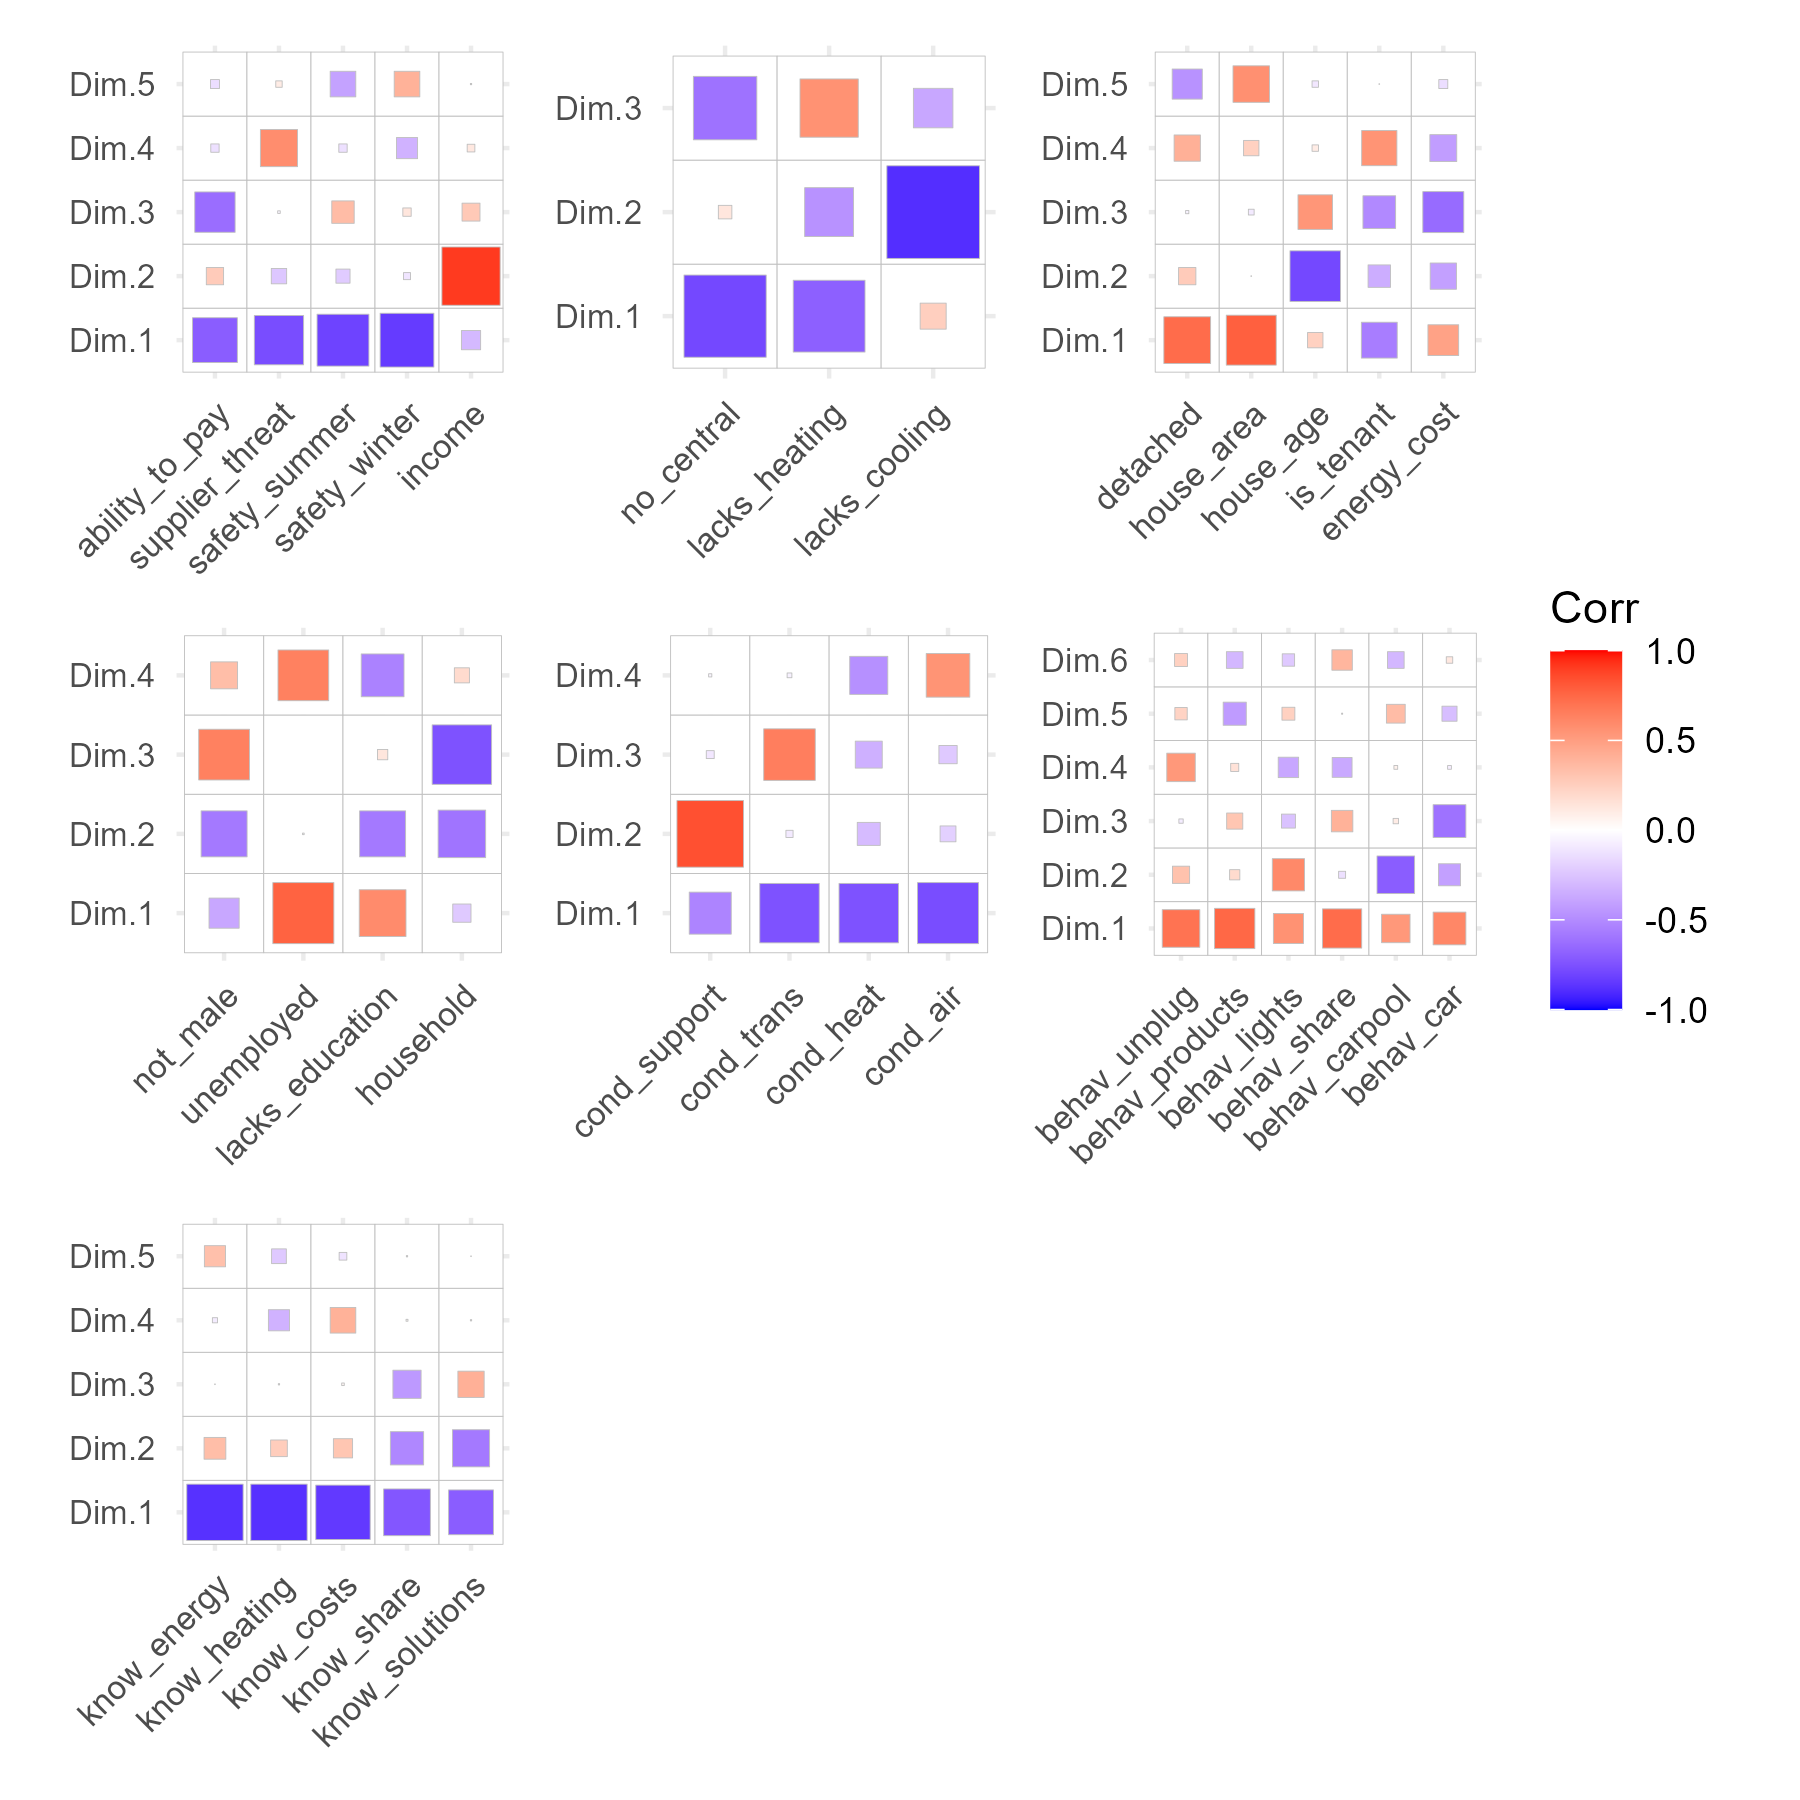 Dim.5
Dim.4
Dim.3
Dim.2
Dim.1
ability_to_pay
supplier_threat
safety_summer
safety_winter
income
Dim.3
Dim.2
Dim.1
no_central
lacks_heating
lacks_cooling
Dim.5
Dim.4
Dim.3
Dim.2
Dim.1
detached
house_area
house_age
is_tenant
energy_cost
Dim.4
Dim.3
Dim.2
Dim.1
not_male
unemployed
lacks_education
household
Dim.4
Dim.3
Dim.2
Dim.1
cond_support
cond_trans
cond_heat
cond_air
Dim.6
Dim.5
Dim.4
Dim.3
Dim.2
Dim.1
behav_unplug
behav_products
behav_lights
behav_share
behav_carpool
behav_car
Corr
1.0
0.5
0.0
-0.5
-1.0
Dim.5
Dim.4
Dim.3
Dim.2
Dim.1
know_energy
know_heating
know_costs
know_share
know_solutions